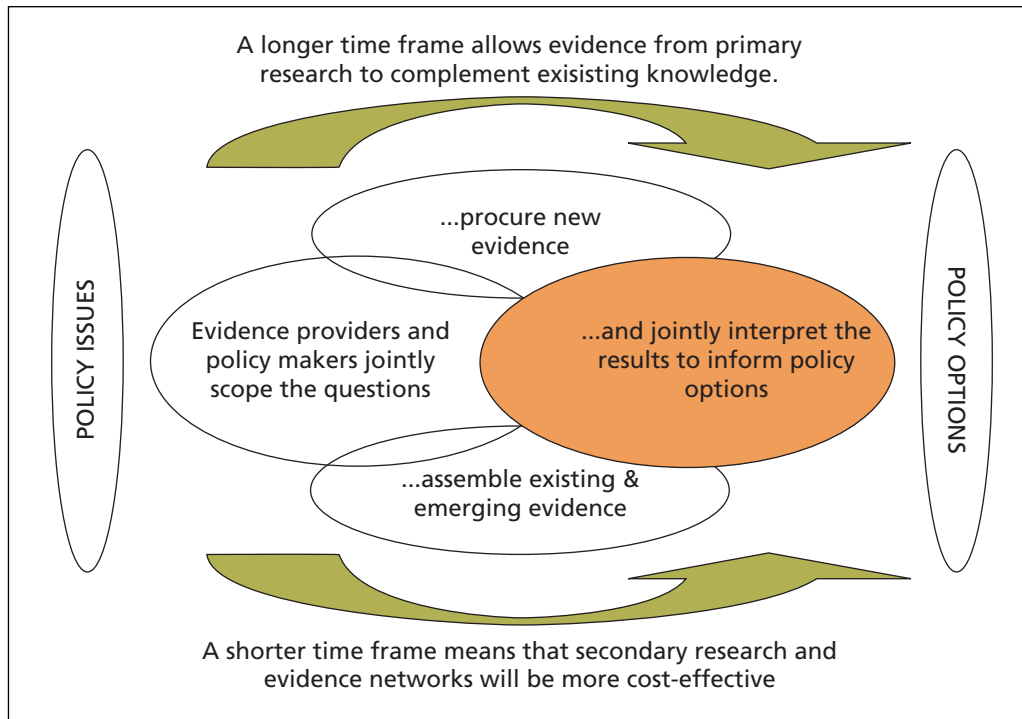 A longer time frame allows evidence from primary
research to complement exisisting knowledge.
POLICY ISSUES
...procure new
evidence
Evidence providers and
policy makers jointly
scope the questions
...and jointly interpret the
results to inform policy
options
...assemble existing &
emerging evidence
POLICY OPTIONS
A shorter time frame means that secondary research and
evidence networks will be more cost-effective